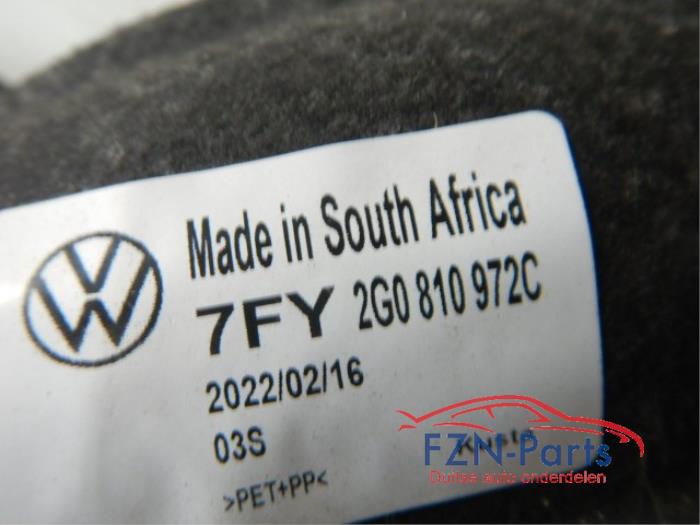 Made in South Africa
7FY 2G0 810 972C
2022/02/16
03S
>PET+PP<
FZN-Parts
Duitse auto onderdelen